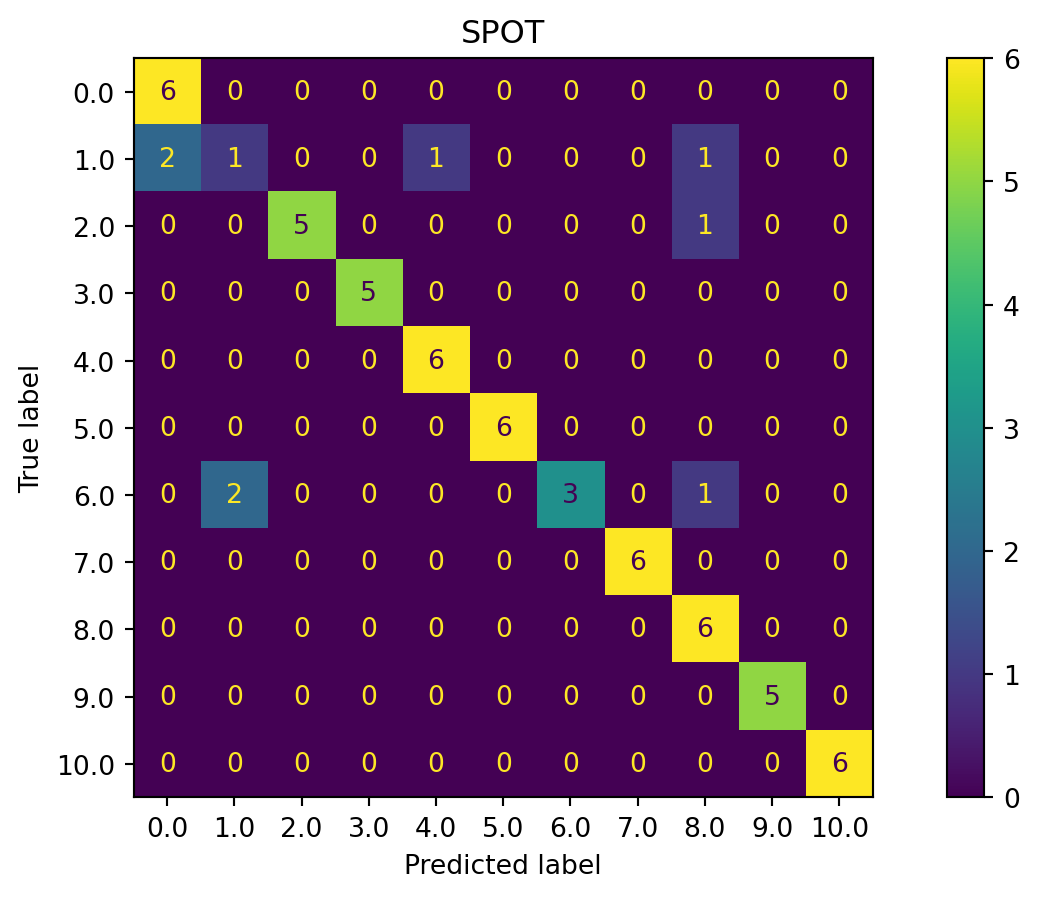 SPOT
0.0 6 0 0 0 0 0 0 0 0 0 0
1.0 2 1 0 0 1 0 0 0 1 0 0
2.0 0 0 5 0 0 0 0 0 1 0 0
3.0 0 0 0 5 0 0 0 0 0 0 0
4.0 0 0 0 0 6 0 0 0 0 0 0
5.0 0 0 0 0 0 6 0 0 0 0 0
6.0 0 2 0 0 0 0 3 0 1 0 0
7.0 0 0 0 0 0 0 0 6 0 0 0
8.0 0 0 0 0 0 0 0 0 6 0 0
9.0 0 0 0 0 0 0 0 0 0 5 0
10.0 0 0 0 0 0 0 0 0 0 0 6
0.0 1.0 2.0 3.0 4.0 5.0 6.0 7.0 8.0 9.0 10.0
Predicted label
True label
6
5
4
3
2
1
0